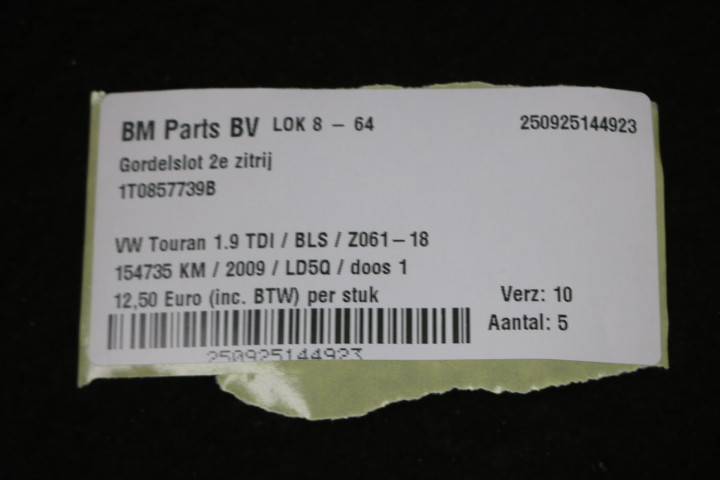 BM Parts BV LOK 8 – 64 250925144923
Gordelslot 2e zitrij
1T0857739B
VW Touran 1.9 TDI / BLS / Z061–18
154735 KM / 2009 / LD5Q / doos 1
12,50 Euro (inc. BTW) per stuk Verz: 10
Aantal: 5
250925144923